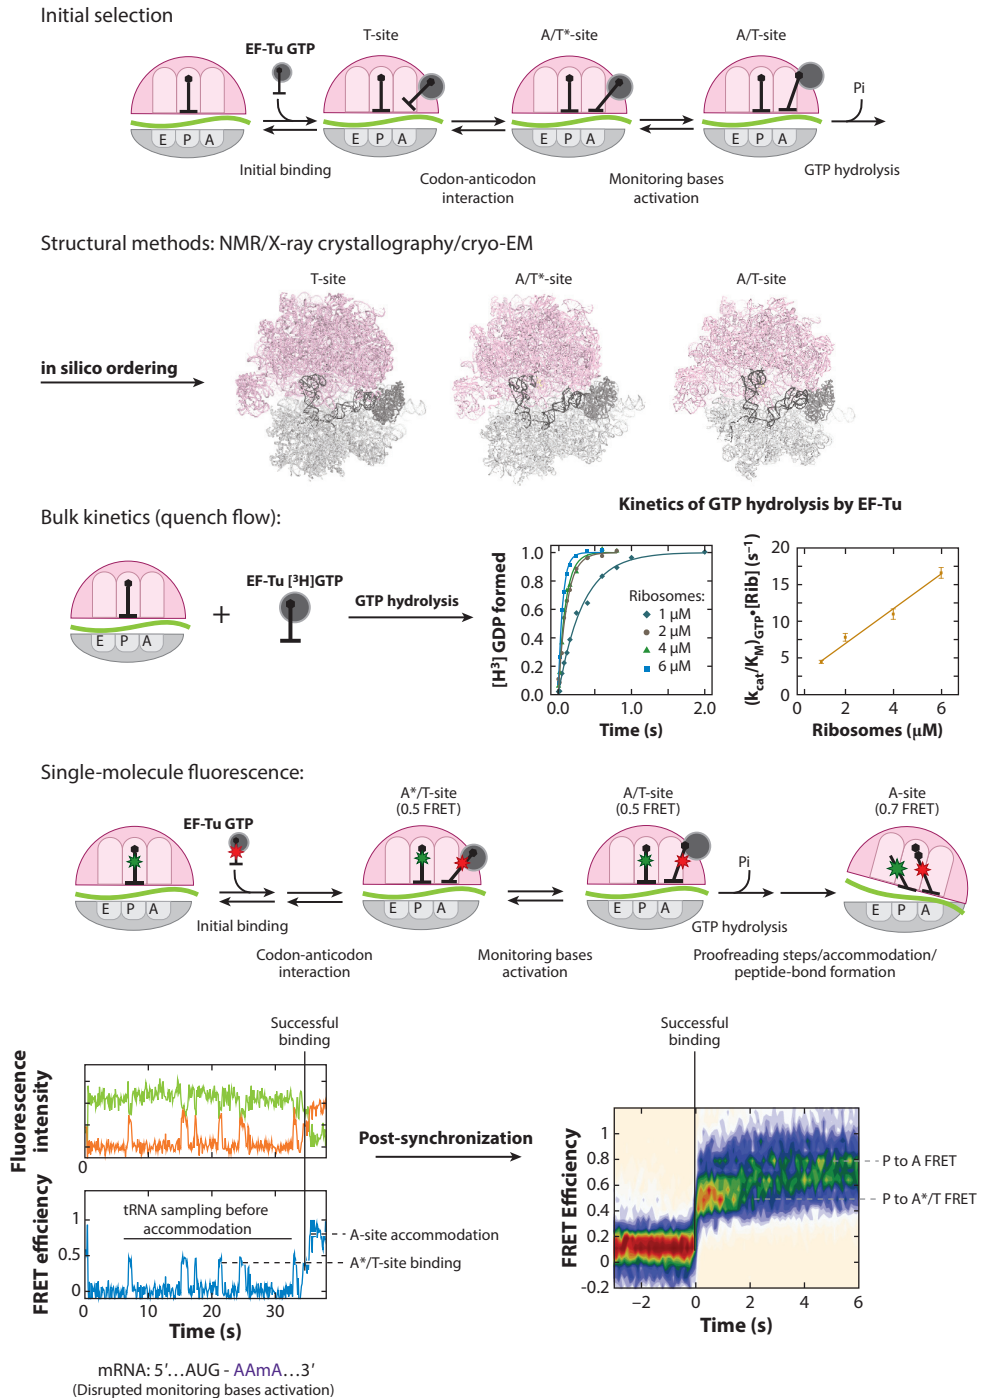 Initial selection
EF-Tu GTP
T-site
A/T*-site
A/T-site
Pi
E P A
E P A
E P A
E P A
Initial binding
Codon-anticodon
interaction
Monitoring bases
activation
GTP hydrolysis
Structural methods: NMR/X-ray crystallography/cryo-EM
T-site
A/T*-site
A/T-site
in silico ordering
Kinetics of GTP hydrolysis by EF-Tu
Bulk kinetics (quench flow):
EF-Tu [³H]GTP
+
GTP hydrolysis
E P A
[H³] GDP formed
1.0
0.8
0.6
0.4
0.2
0.0
Ribosomes:
1 μM
2 μM
4 μM
6 μM
0.0
1.0
2.0
Time (s)
(k_cat/K_M)_GTP•[Rib] (s⁻¹)
20
15
10
5
0
0 2 4 6
Ribosomes (μM)
Single-molecule fluorescence:
EF-Tu GTP
A*/T-site
(0.5 FRET)
A/T-site
(0.5 FRET)
A-site
(0.7 FRET)
Pi
E P A
E P A
E P A
E P A
Initial binding
GTP hydrolysis
Codon-anticodon
interaction
Monitoring bases
activation
Proofreading steps/accommodation/
peptide-bond formation
Successful
binding
Fluorescence
intensity
0
Post-synchronization
FRET efficiency
1
0.5
0
tRNA sampling before
accommodation
A-site accommodation
A*/T-site binding
0 10 20 30
Time (s)
mRNA: 5′...AUG - AAmA...3′
(Disrupted monitoring bases activation)
Successful
binding
FRET Efficiency
1
0.8
0.6
0.4
0.2
0
-0.2
P to A FRET
P to A*/T FRET
−2 0 2 4 6
Time (s)